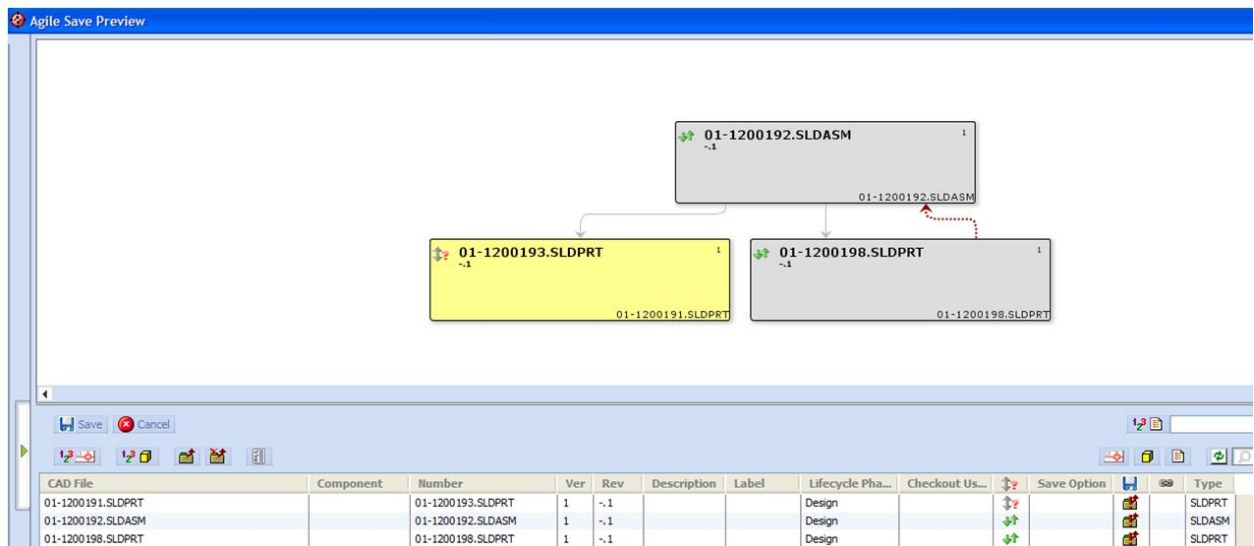 Agile Save Preview
01-1200192.SLDASM 1
-.1
01-1200192.SLDASM
01-1200193.SLDPRT 1
-.1
01-1200191.SLDPRT
01-1200198.SLDPRT 1
-.1
01-1200198.SLDPRT
Save Cancel
CAD File Component Number Ver Rev Description Label Lifecycle Pha... Checkout Us... Save Option Type
01-1200191.SLDPRT 01-1200193.SLDPRT 1 -.1 Design SLDPRT
01-1200192.SLDASM 01-1200192.SLDASM 1 -.1 Design SLDASM
01-1200198.SLDPRT 01-1200198.SLDPRT 1 -.1 Design SLDPRT